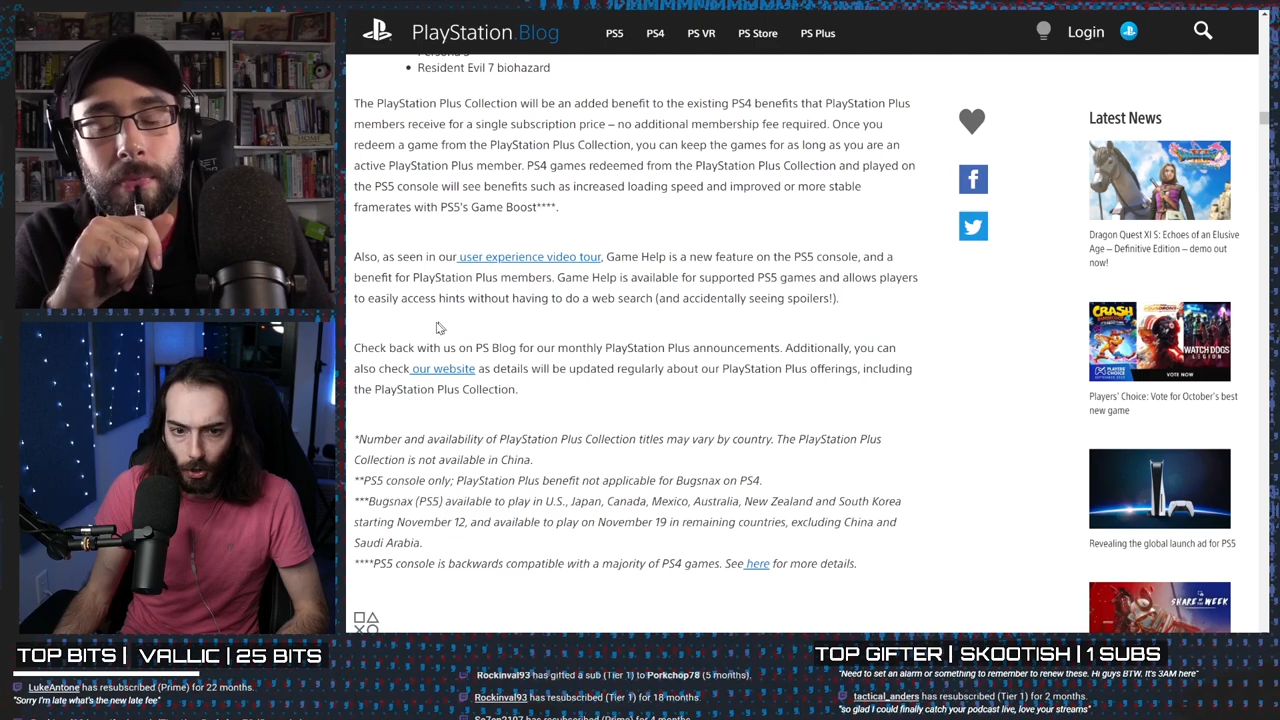 PlayStation.Blog
PS5
PS4
PS VR
PS Store
PS Plus
Login
Resident Evil 7 biohazard
The PlayStation Plus Collection will be an added benefit to the existing PS4 benefits that PlayStation Plus
members receive for a single subscription price – no additional membership fee required. Once you
redeem a game from the PlayStation Plus Collection, you can keep the games for as long as you are an
active PlayStation Plus member. PS4 games redeemed from the PlayStation Plus Collection and played on
the PS5 console will see benefits such as increased loading speed and improved or more stable
framerates with PS5's Game Boost****.
Also, as seen in our user experience video tour, Game Help is a new feature on the PS5 console, and a
benefit for PlayStation Plus members. Game Help is available for supported PS5 games and allows players
to easily access hints without having to do a web search (and accidentally seeing spoilers!).
Check back with us on PS Blog for our monthly PlayStation Plus announcements. Additionally, you can
also check our website as details will be updated regularly about our PlayStation Plus offerings, including
the PlayStation Plus Collection.
*Number and availability of PlayStation Plus Collection titles may vary by country. The PlayStation Plus
Collection is not available in China.
**PS5 console only; PlayStation Plus benefit not applicable for Bugsnax on PS4.
***Bugsnax (PS5) available to play in U.S., Japan, Canada, Mexico, Australia, New Zealand and South Korea
starting November 12, and available to play on November 19 in remaining countries, excluding China and
Saudi Arabia.
****PS5 console is backwards compatible with a majority of PS4 games. See here for more details.
Latest News
Dragon Quest XI S: Echoes of an Elusive
Age – Definitive Edition – demo out
now!
CRASH
WATCH DOGS
LEGION
VOTE NOW
Players' Choice: Vote for October's best
new game
Revealing the global launch ad for PS5
SHARE OF THE
WEEK
TOP BITS | VALLIC | 25 BITS
LukeAntone has resubscribed (Prime) for 22 months.
"Sorry I'm late what's the new late fee"
Rockinval93 has gifted a sub (Tier 1) to Porkchop78 (5 months).
Rockinval93 has resubscribed (Tier 1) for 18 months.
TOP GIFTER | SKOOTISH | 1 SUBS
"Need to set an alarm or something to remember to renew these. Hi guys BTW. It's 3AM here"
tactical_anders has resubscribed (Tier 1) for 2 months.
"so glad I could finally catch your podcast live, love your streams"